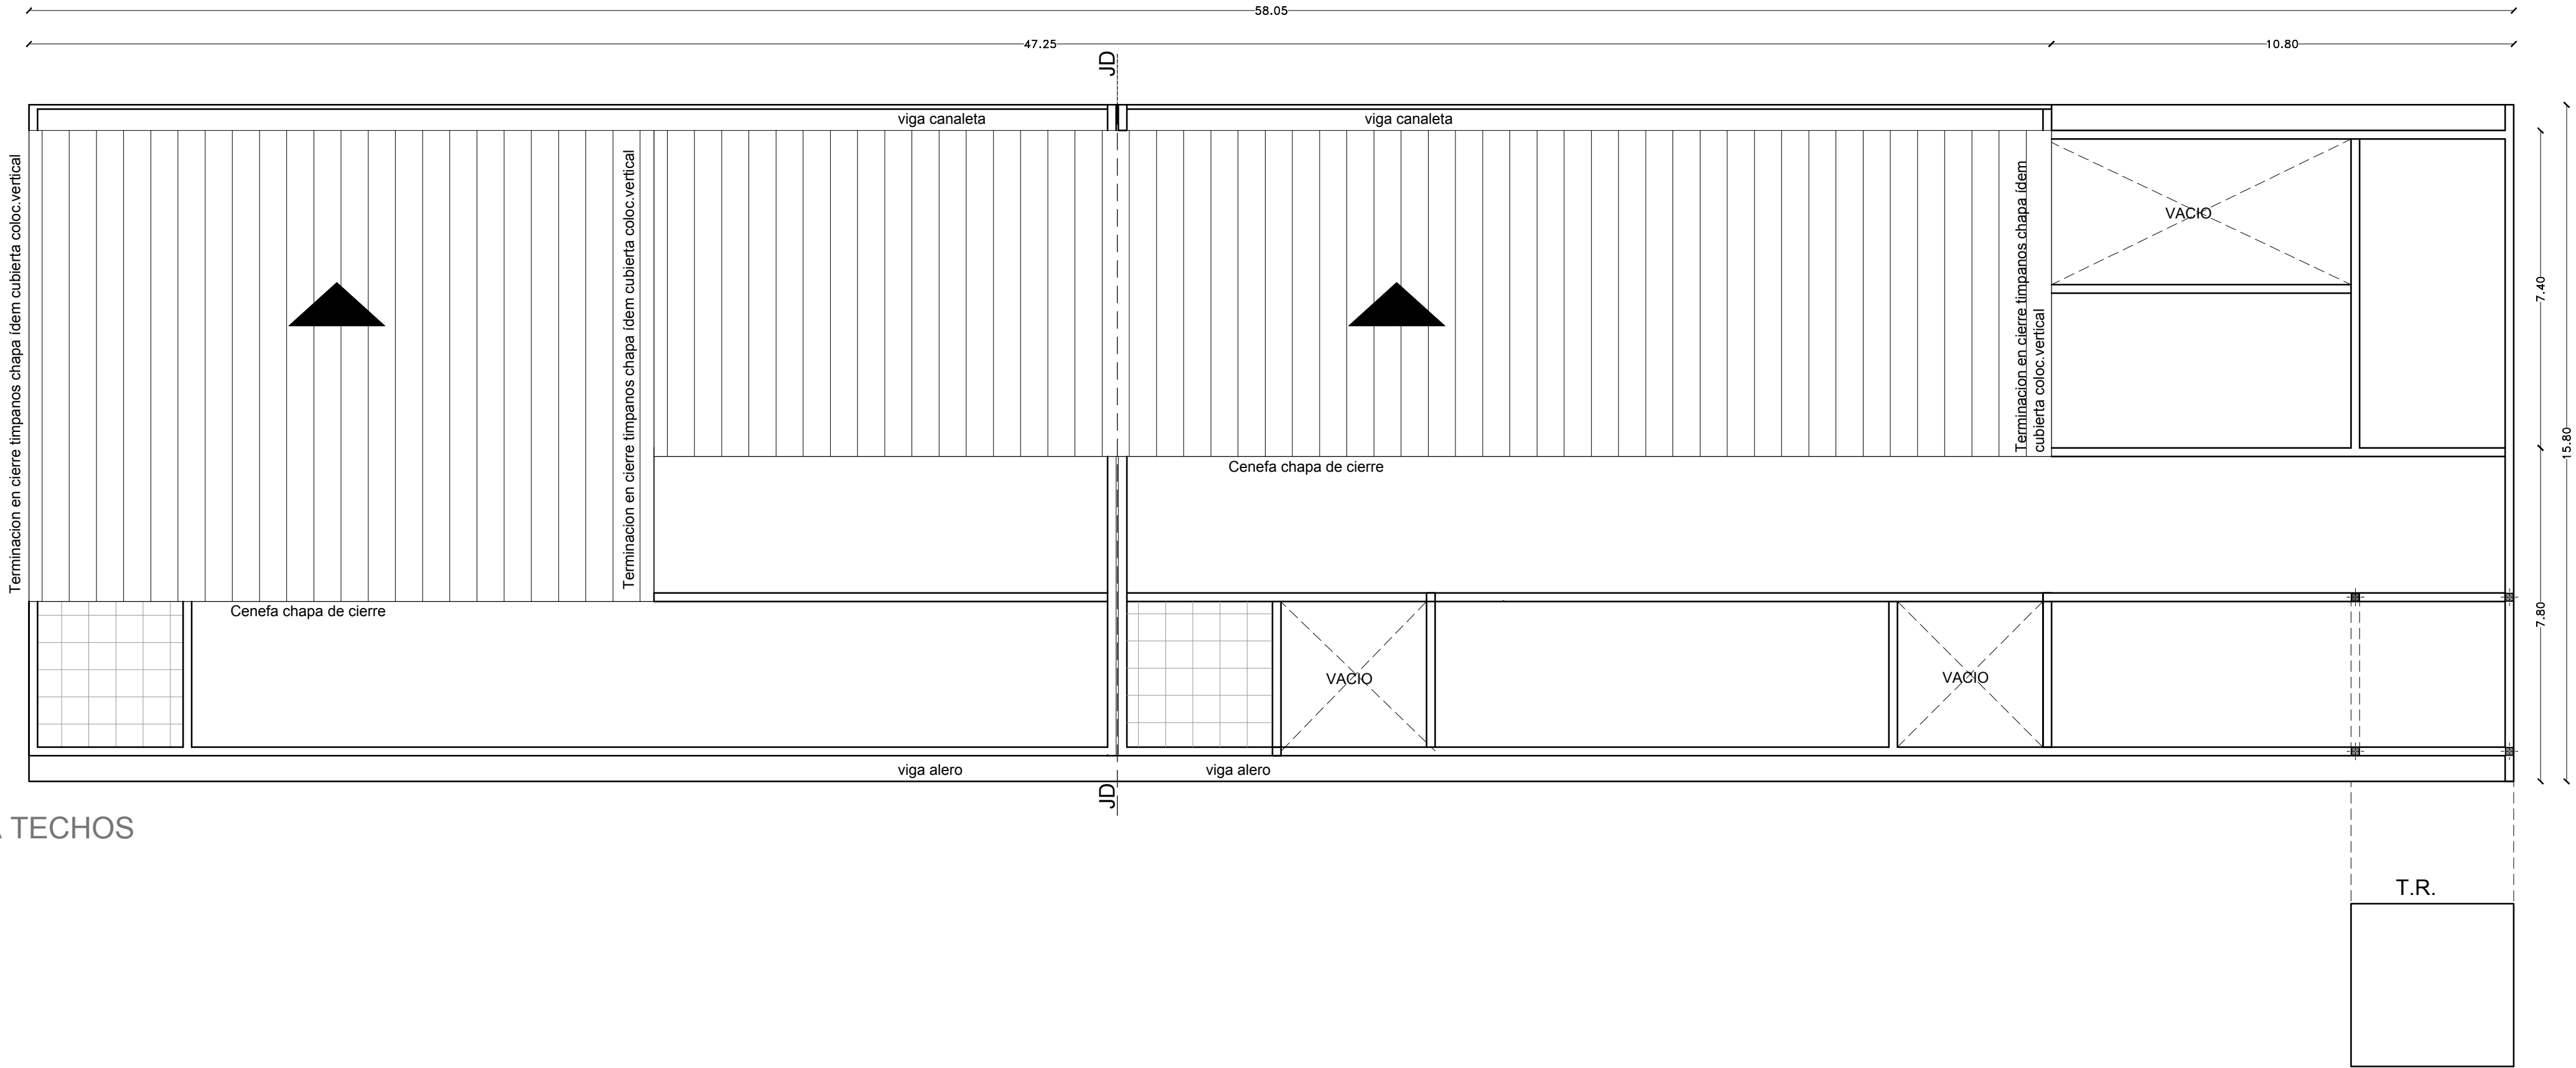 58.05
47.25
10.80
JD
viga canaleta
viga canaleta
Terminacion en cierre timpanos chapa ídem cubierta coloc.vertical
Terminacion en cierre timpanos chapa ídem cubierta coloc.vertical
Terminacion en cierre timpanos chapa ídem
cubierta coloc.vertical
VACIO
7.40
15.80
Cenefa chapa de cierre
Cenefa chapa de cierre
7.80
VACIO
VACIO
viga alero
viga alero
JD
A TECHOS
T.R.